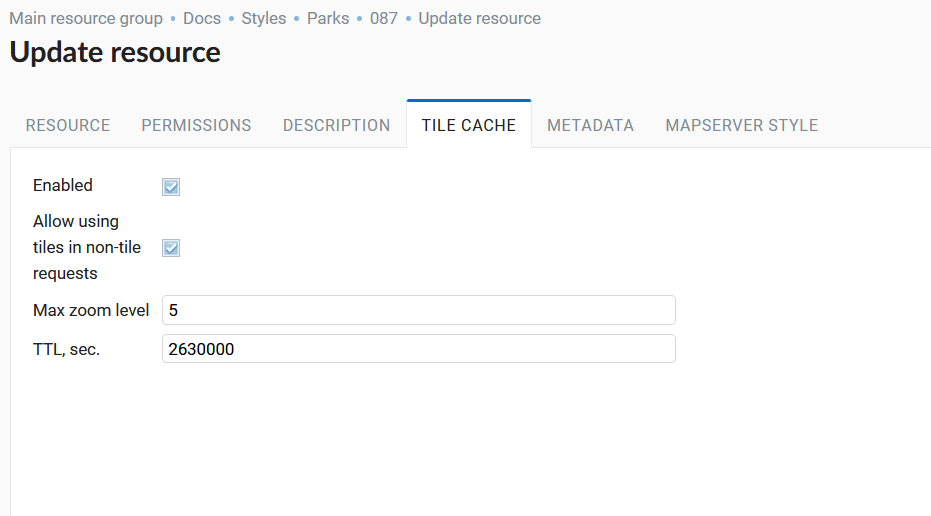 Main resource group • Docs • Styles • Parks • 087 • Update resource
Update resource
RESOURCE PERMISSIONS DESCRIPTION TILE CACHE METADATA MAPSERVER STYLE
Enabled
Allow using
tiles in non-tile
requests
Max zoom level 5
TTL, sec. 2630000